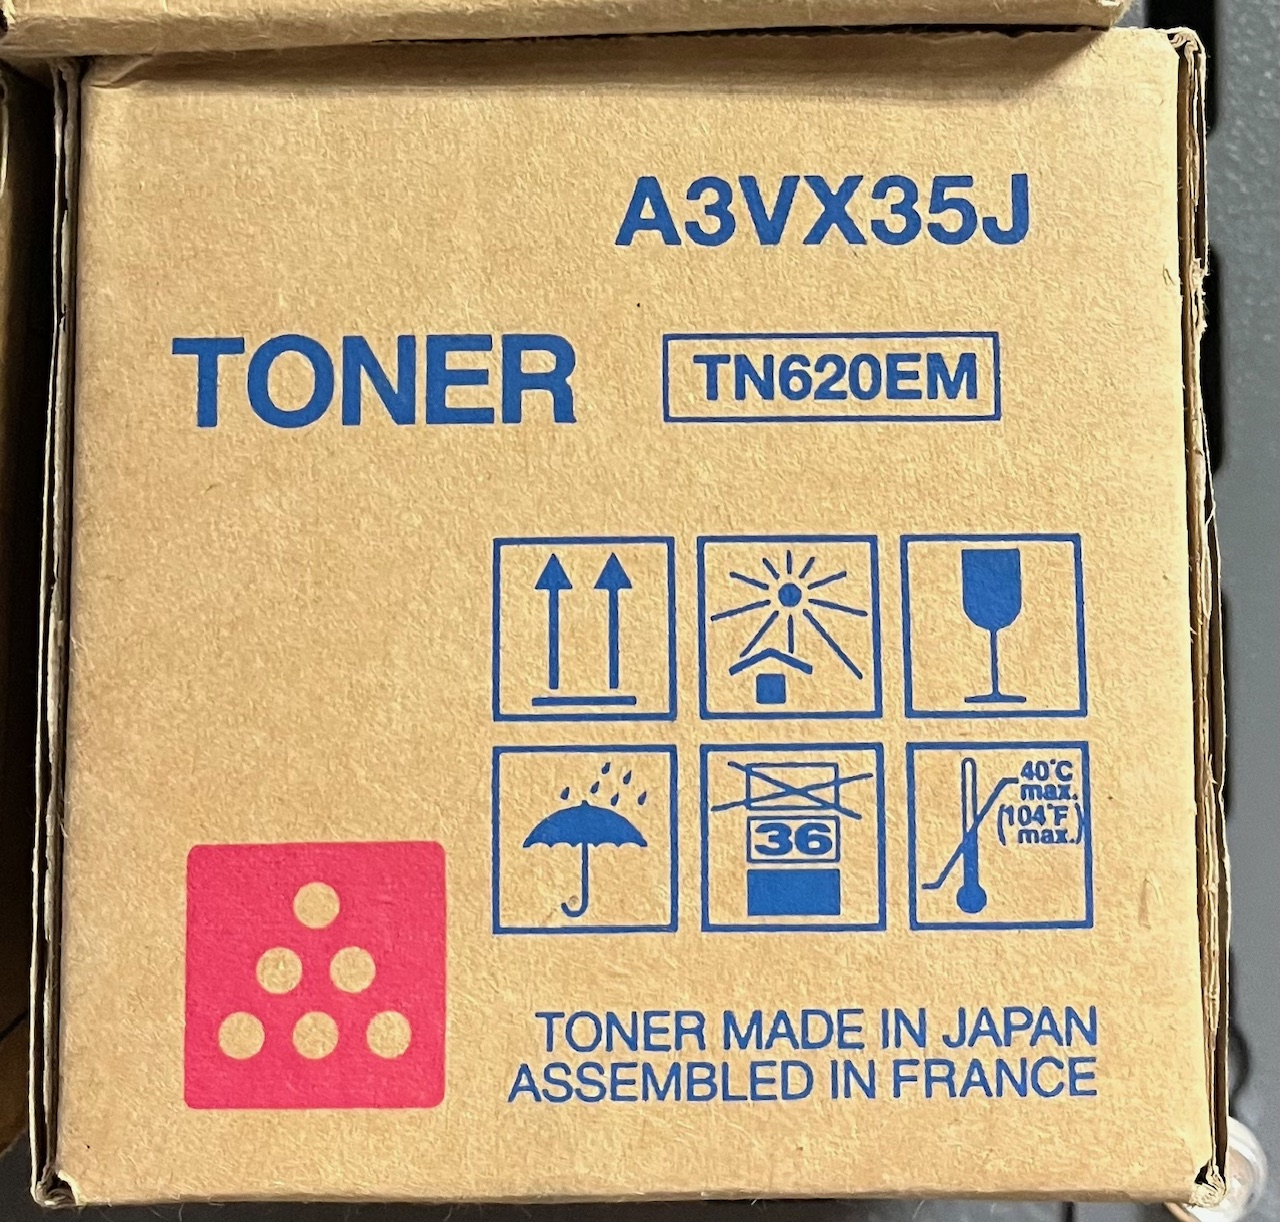 A3VX35J
TONER TN620EM
40°C
max.
(104°F
max.)
36
TONER MADE IN JAPAN
ASSEMBLED IN FRANCE